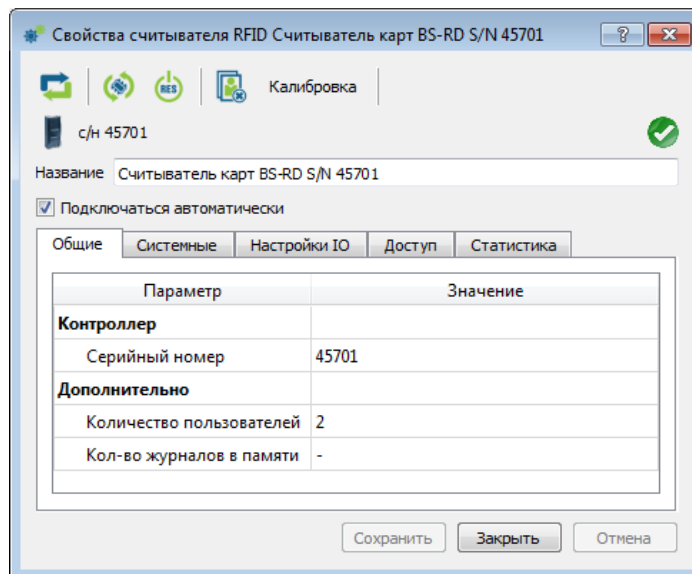 Свойства считывателя RFID Считыватель карт BS-RD S/N 45701
RES Калибровка
с/н 45701
Название Считыватель карт BS-RD S/N 45701
Подключаться автоматически
Общие Системные Настройки IO Доступ Статистика
Параметр Значение
Контроллер
Серийный номер 45701
Дополнительно
Количество пользователей 2
Кол-во журналов в памяти -
Сохранить Закрыть Отмена